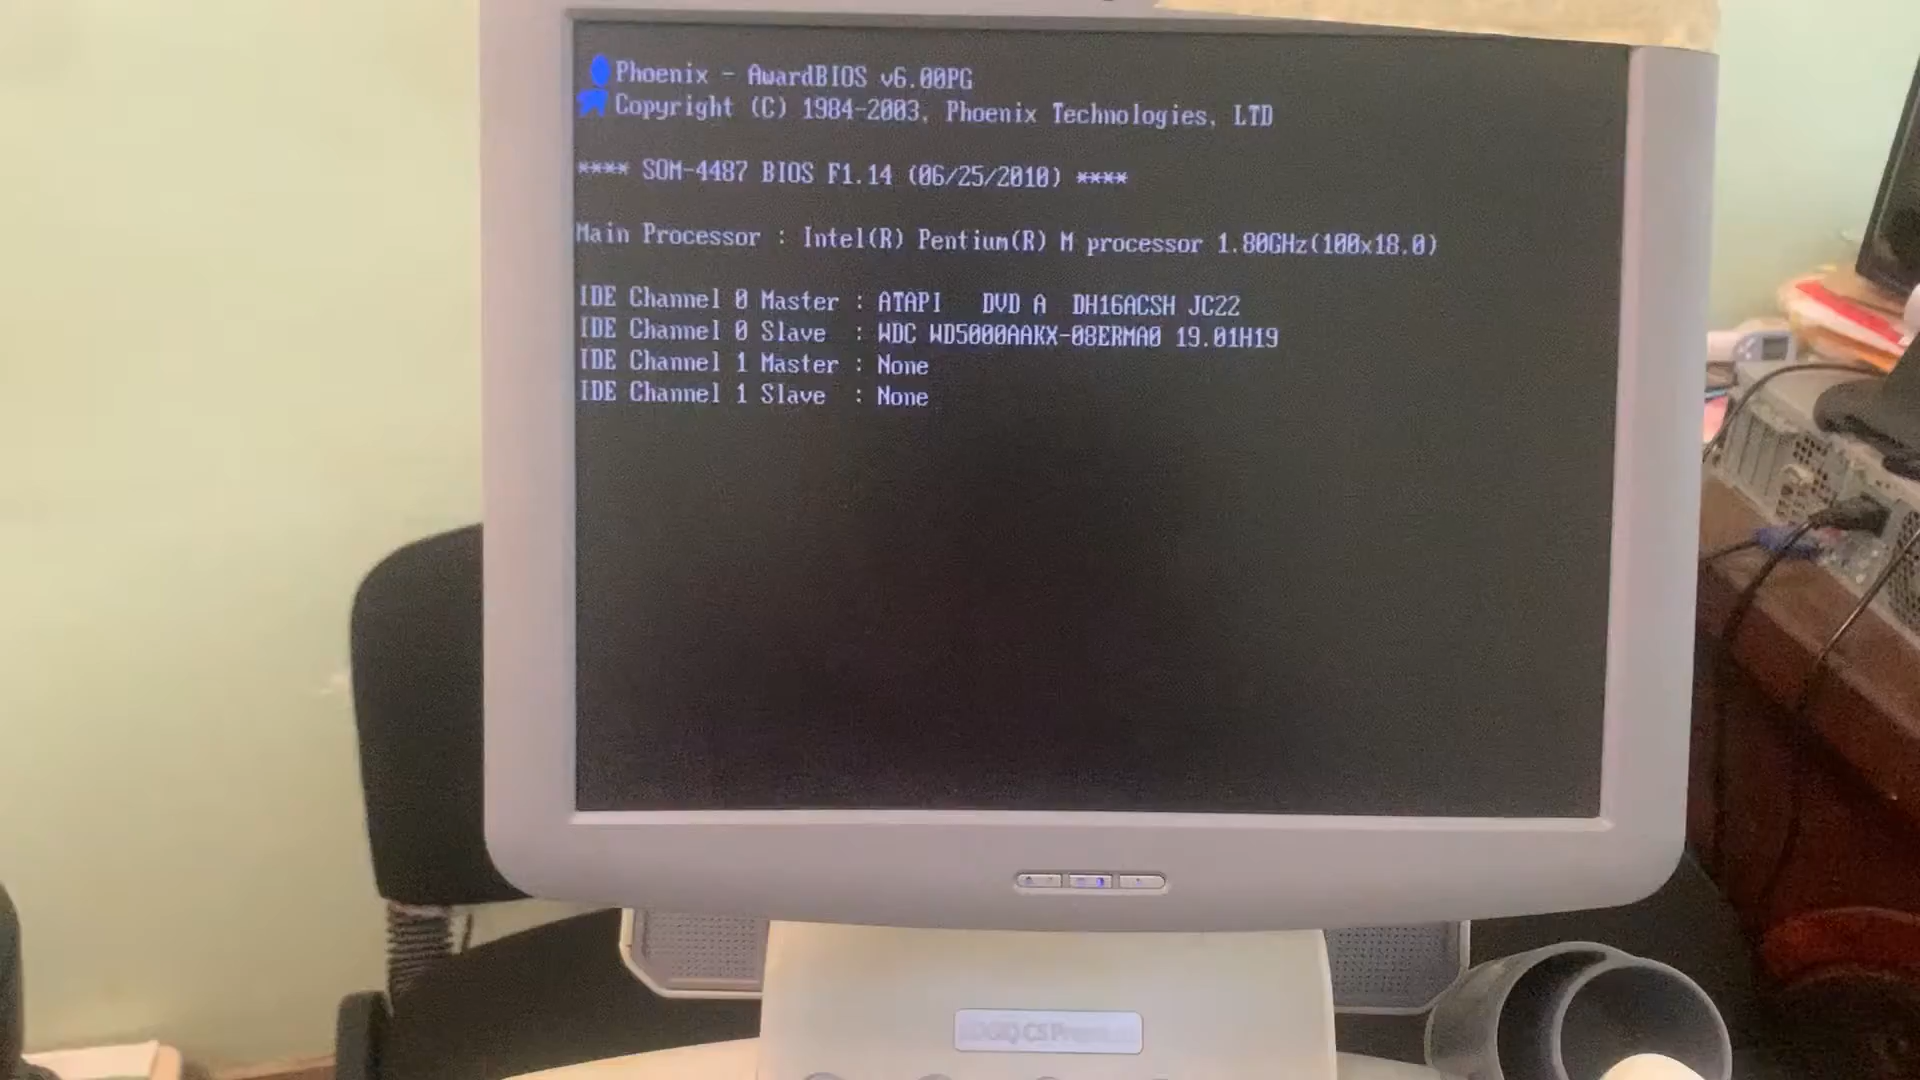 Phoenix - AwardBIOS v6.00PG
Copyright (C) 1984-2003, Phoenix Technologies, LTD
**** SOM-4487 BIOS F1.14 (06/25/2010) ****
Main Processor : Intel(R) Pentium(R) M processor 1.80GHz(100x18.0)
IDE Channel 0 Master : ATAPI DVD A DH16ACSH JC22
IDE Channel 0 Slave : WDC WD5000AAKX-08ERMA0 19.01H19
IDE Channel 1 Master : None
IDE Channel 1 Slave : None